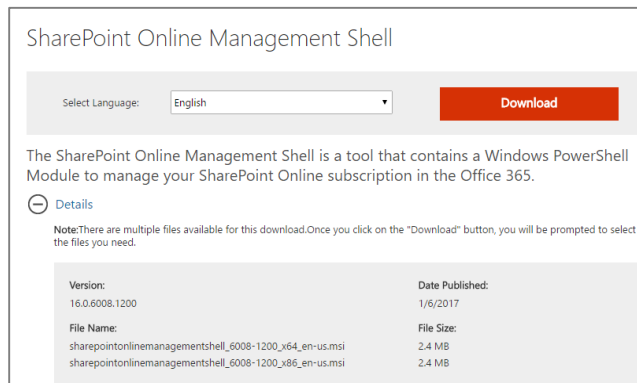 SharePoint Online Management Shell
Select Language: English Download
The SharePoint Online Management Shell is a tool that contains a Windows PowerShell
Module to manage your SharePoint Online subscription in the Office 365.
Details
Note:There are multiple files available for this download.Once you click on the "Download" button, you will be prompted to select
the files you need.
Version: Date Published:
16.0.6008.1200 1/6/2017
File Name: File Size:
sharepointonlinemanagementshell_6008-1200_x64_en-us.msi 2.4 MB
sharepointonlinemanagementshell_6008-1200_x86_en-us.msi 2.4 MB